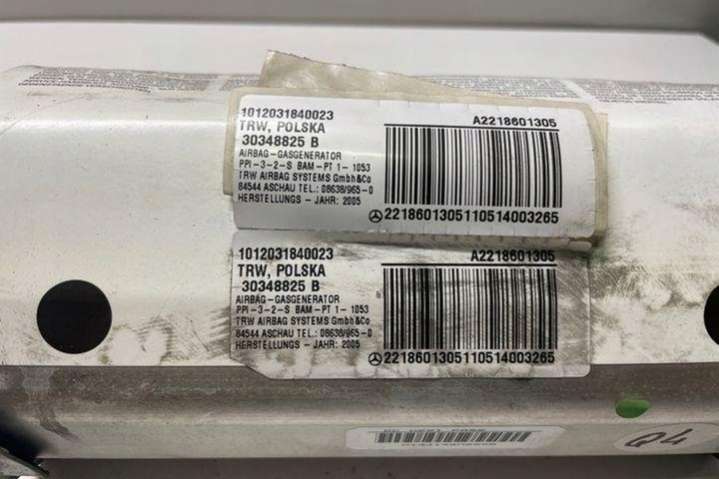 1012031840023
TRW, POLSKA
30348825 B
AIRBAG-GASGENERATOR
PPI-3-2-S BAM-PT 1- 1053
TRW AIRBAG SYSTEMS GmbH&Co
84544 ASCHAU TEL.: 08638/965-0
HERSTELLUNGS - JAHR: 2005
A2218601305
2218601305110514003265
1012031840023
TRW, POLSKA
30348825 B
AIRBAG-GASGENERATOR
PPI-3-2-S BAM-PT 1- 1053
TRW AIRBAG SYSTEMS GmbH&Co
84544 ASCHAU TEL.: 08638/965-0
HERSTELLUNGS - JAHR: 2005
A2218601305
2218601305110514003265
Q4